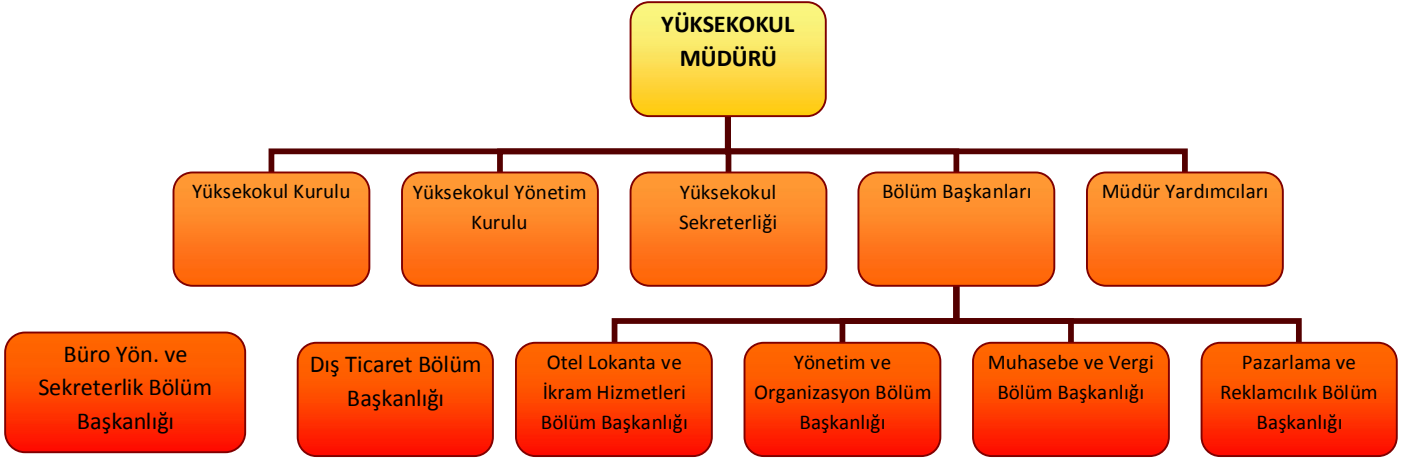 YÜKSEKOKUL
MÜDÜRÜ
Yüksekokul Kurulu
Yüksekokul Yönetim
Kurulu
Yüksekokul
Sekreterliği
Bölüm Başkanları
Müdür Yardımcıları
Büro Yön. ve
Sekreterlik Bölüm
Başkanlığı
Dış Ticaret Bölüm
Başkanlığı
Otel Lokanta ve
İkram Hizmetleri
Bölüm Başkanlığı
Yönetim ve
Organizasyon Bölüm
Başkanlığı
Muhasebe ve Vergi
Bölüm Başkanlığı
Pazarlama ve
Reklamcılık Bölüm
Başkanlığı